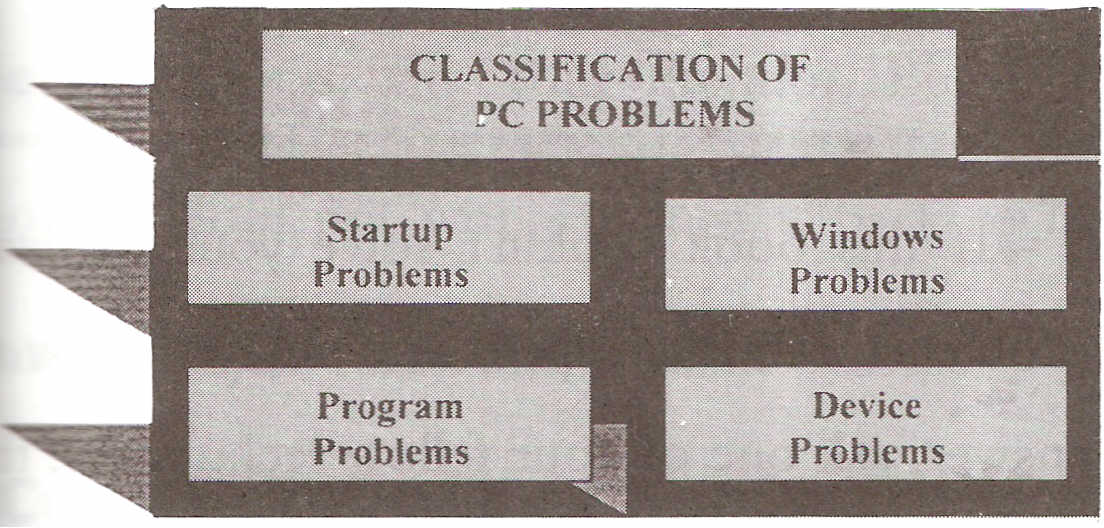 CLASSIFICATION OF
PC PROBLEMS
Startup
Problems
Windows
Problems
Program
Problems
Device
Problems